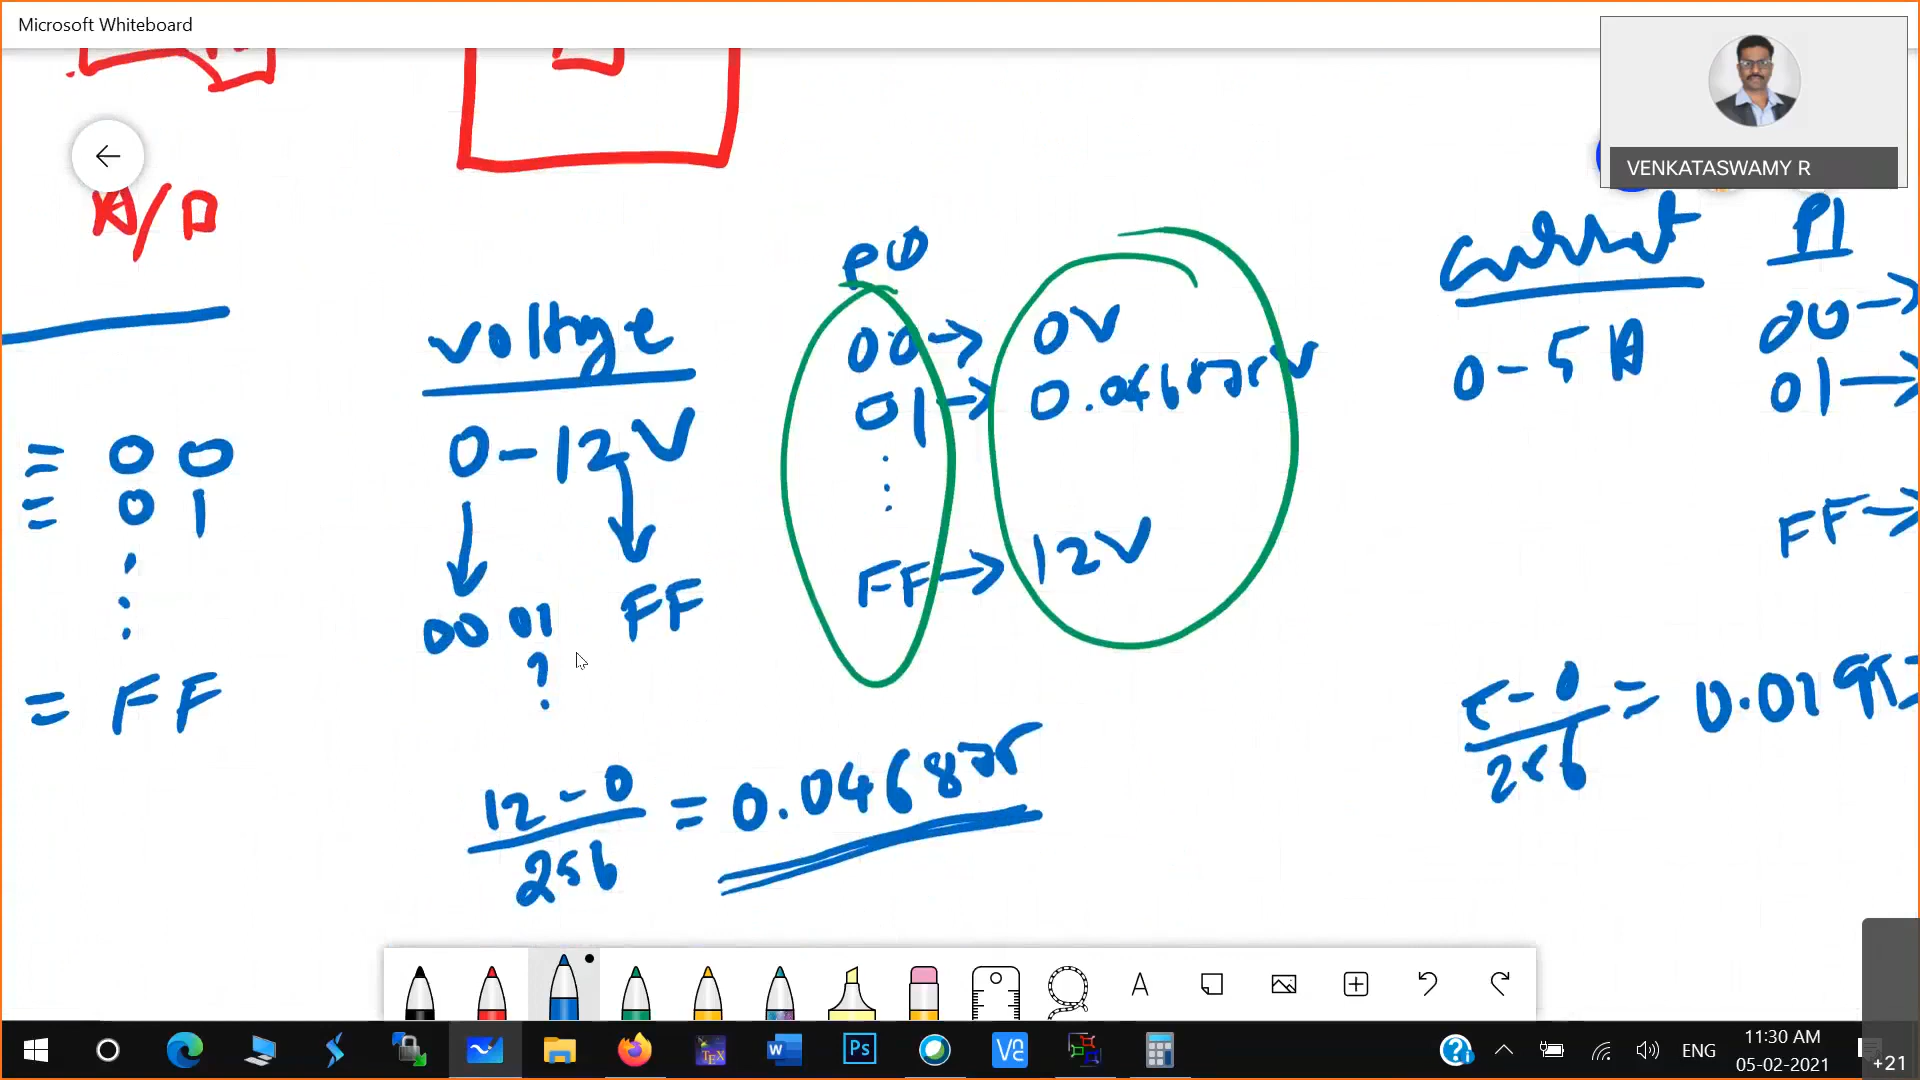 Microsoft Whiteboard
VENKATASWAMY R
A/D
≡ 00
≡ 01
:
= FF
voltage
0-12V
00 01 FF
?
12-0
256
= 0.046875
P0
00→ 0V
01→ 0.046875V
:
FF→ 12V
current
0-5A
P1
00→
01→
FF→
5-0
256
= 0.0195
A
11:30 AM
ENG
05-02-2021
+21